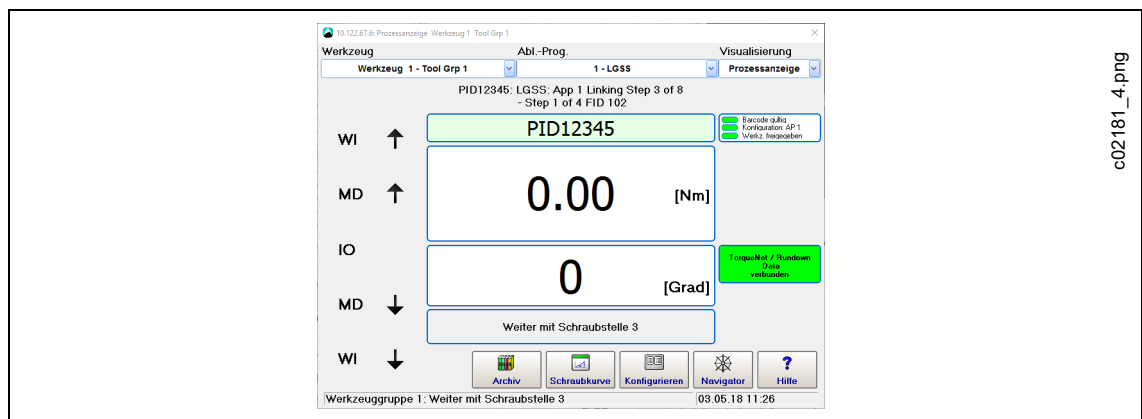 10.122.67.6: Prozessanzeige Werkzeug 1 Tool Grp 1
Werkzeug
Abl.-Prog.
Visualisierung
Werkzeug 1 - Tool Grp 1
1 - LGSS
Prozessanzeige
PID12345: LGSS: App 1 Linking Step 3 of 8
- Step 1 of 4 FID 102
PID12345
Barcode gültig
Konfiguration: AP 1
Werkz. freigegeben
WI
MD
0.00 [Nm]
IO
TorqueNet / Rundown
Data
verbunden
0 [Grad]
MD
Weiter mit Schraubstelle 3
WI
Archiv
Schraubkurve
Konfigurieren
Navigator
?
Hilfe
Werkzeuggruppe 1: Weiter mit Schraubstelle 3
03.05.18 11:26
c02181_4.png